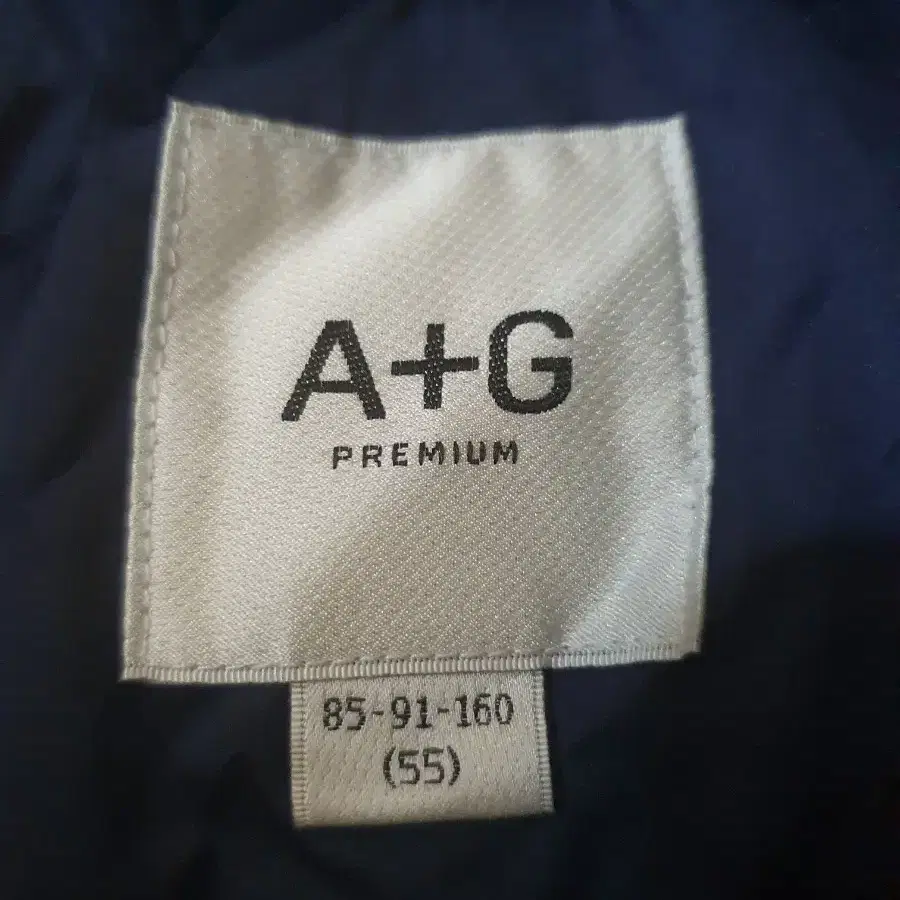 A+G
PREMIUM
85-91-160
(55)